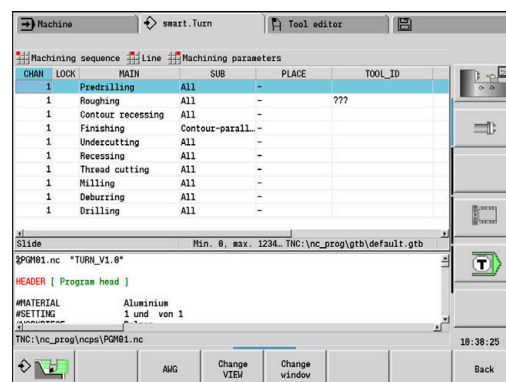 Machine smart.Turn Tool editor
Machining sequence Line Machining parameters
CHAN LOCK MAIN SUB PLACE TOOL_ID
1 Predrilling All -
1 Roughing All - ???
1 Contour recessing All -
1 Finishing Contour-parall… -
1 Undercutting All -
1 Recessing All -
1 Thread cutting All -
1 Milling All -
1 Deburring All -
1 Drilling All -
Slide Min. 0, max. 1234… TNC:\nc_prog\gtb\default.gtb
%PGM01.nc "TURN_V1.0"
HEADER [ Program head ]
#MATERIAL Aluminium
#SETTING 1 und von 1
TNC:\nc_prog\ncps\PGM01.nc
T
18:38:25
AWG Change VIEW Change window Back